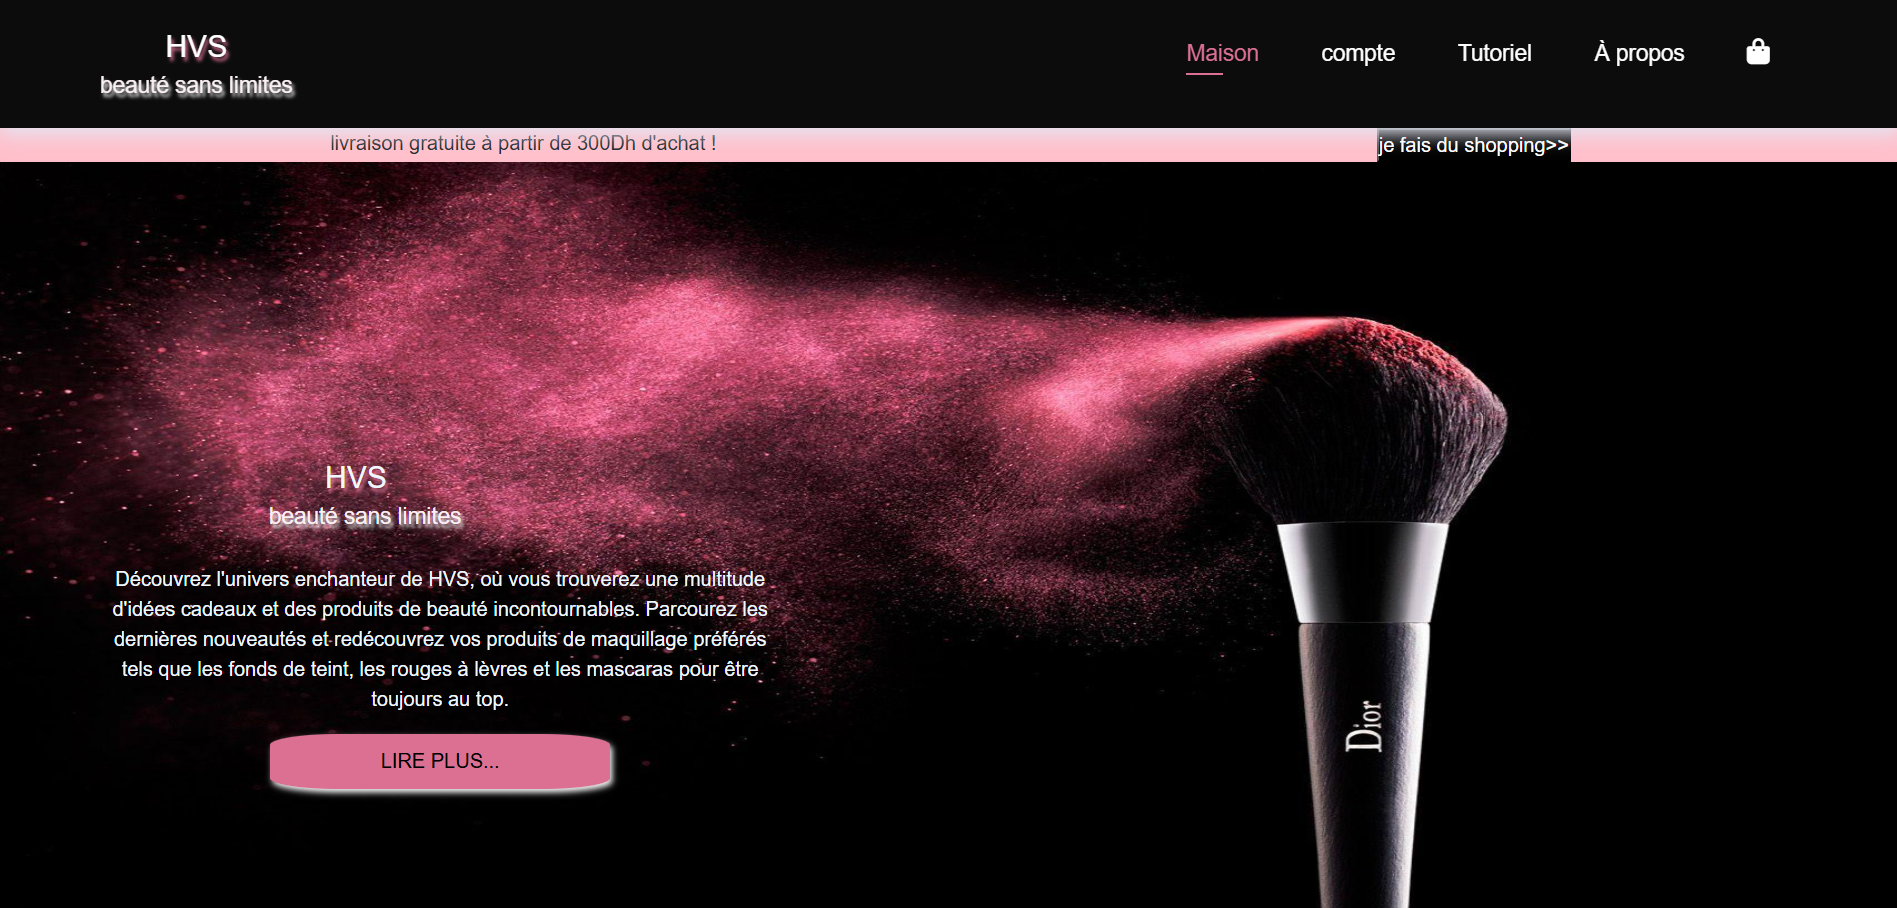 HVS
beauté sans limites
Maison compte Tutoriel À propos
livraison gratuite à partir de 300Dh d'achat ! je fais du shopping>>
HVS
beauté sans limites
Découvrez l'univers enchanteur de HVS, où vous trouverez une multitude
d'idées cadeaux et des produits de beauté incontournables. Parcourez les
dernières nouveautés et redécouvrez vos produits de maquillage préférés
tels que les fonds de teint, les rouges à lèvres et les mascaras pour être
toujours au top.
LIRE PLUS...
Dior